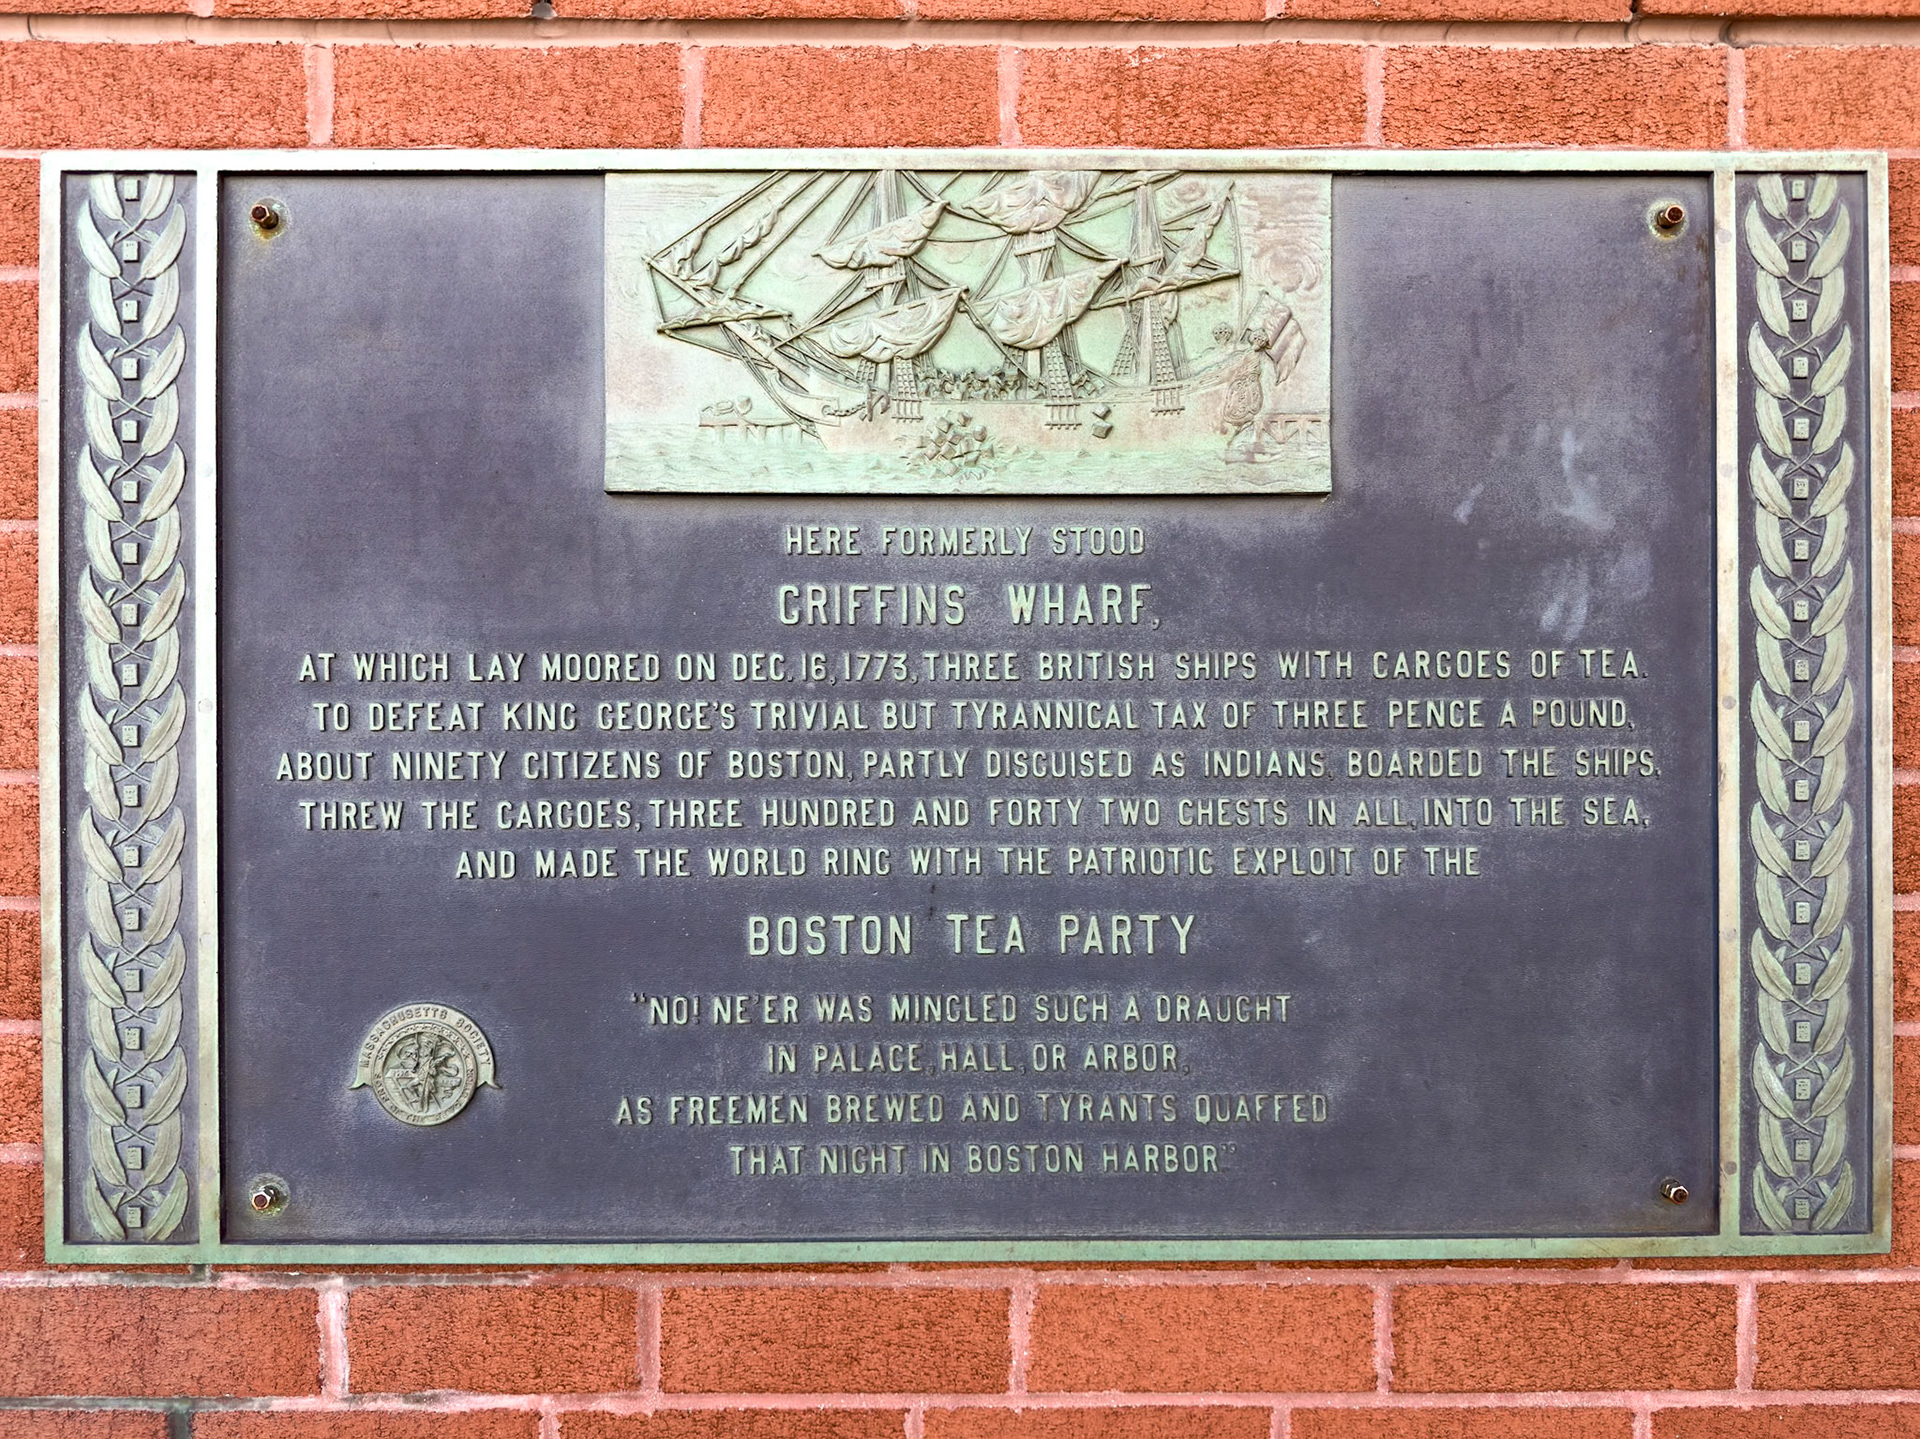 HERE FORMERLY STOOD
GRIFFINS WHARF,
AT WHICH LAY MOORED ON DEC. 16, 1773, THREE BRITISH SHIPS WITH CARGOES OF TEA.
TO DEFEAT KING GEORGE'S TRIVIAL BUT TYRANNICAL TAX OF THREE PENCE A POUND,
ABOUT NINETY CITIZENS OF BOSTON, PARTLY DISGUISED AS INDIANS, BOARDED THE SHIPS,
THREW THE CARGOES, THREE HUNDRED AND FORTY TWO CHESTS IN ALL, INTO THE SEA,
AND MADE THE WORLD RING WITH THE PATRIOTIC EXPLOIT OF THE
BOSTON TEA PARTY
"NO! NE'ER WAS MINGLED SUCH A DRAUGHT
IN PALACE, HALL, OR ARBOR,
AS FREEMEN BREWED AND TYRANTS QUAFFED
THAT NIGHT IN BOSTON HARBOR"
MASSACHUSETTS SOCIETY